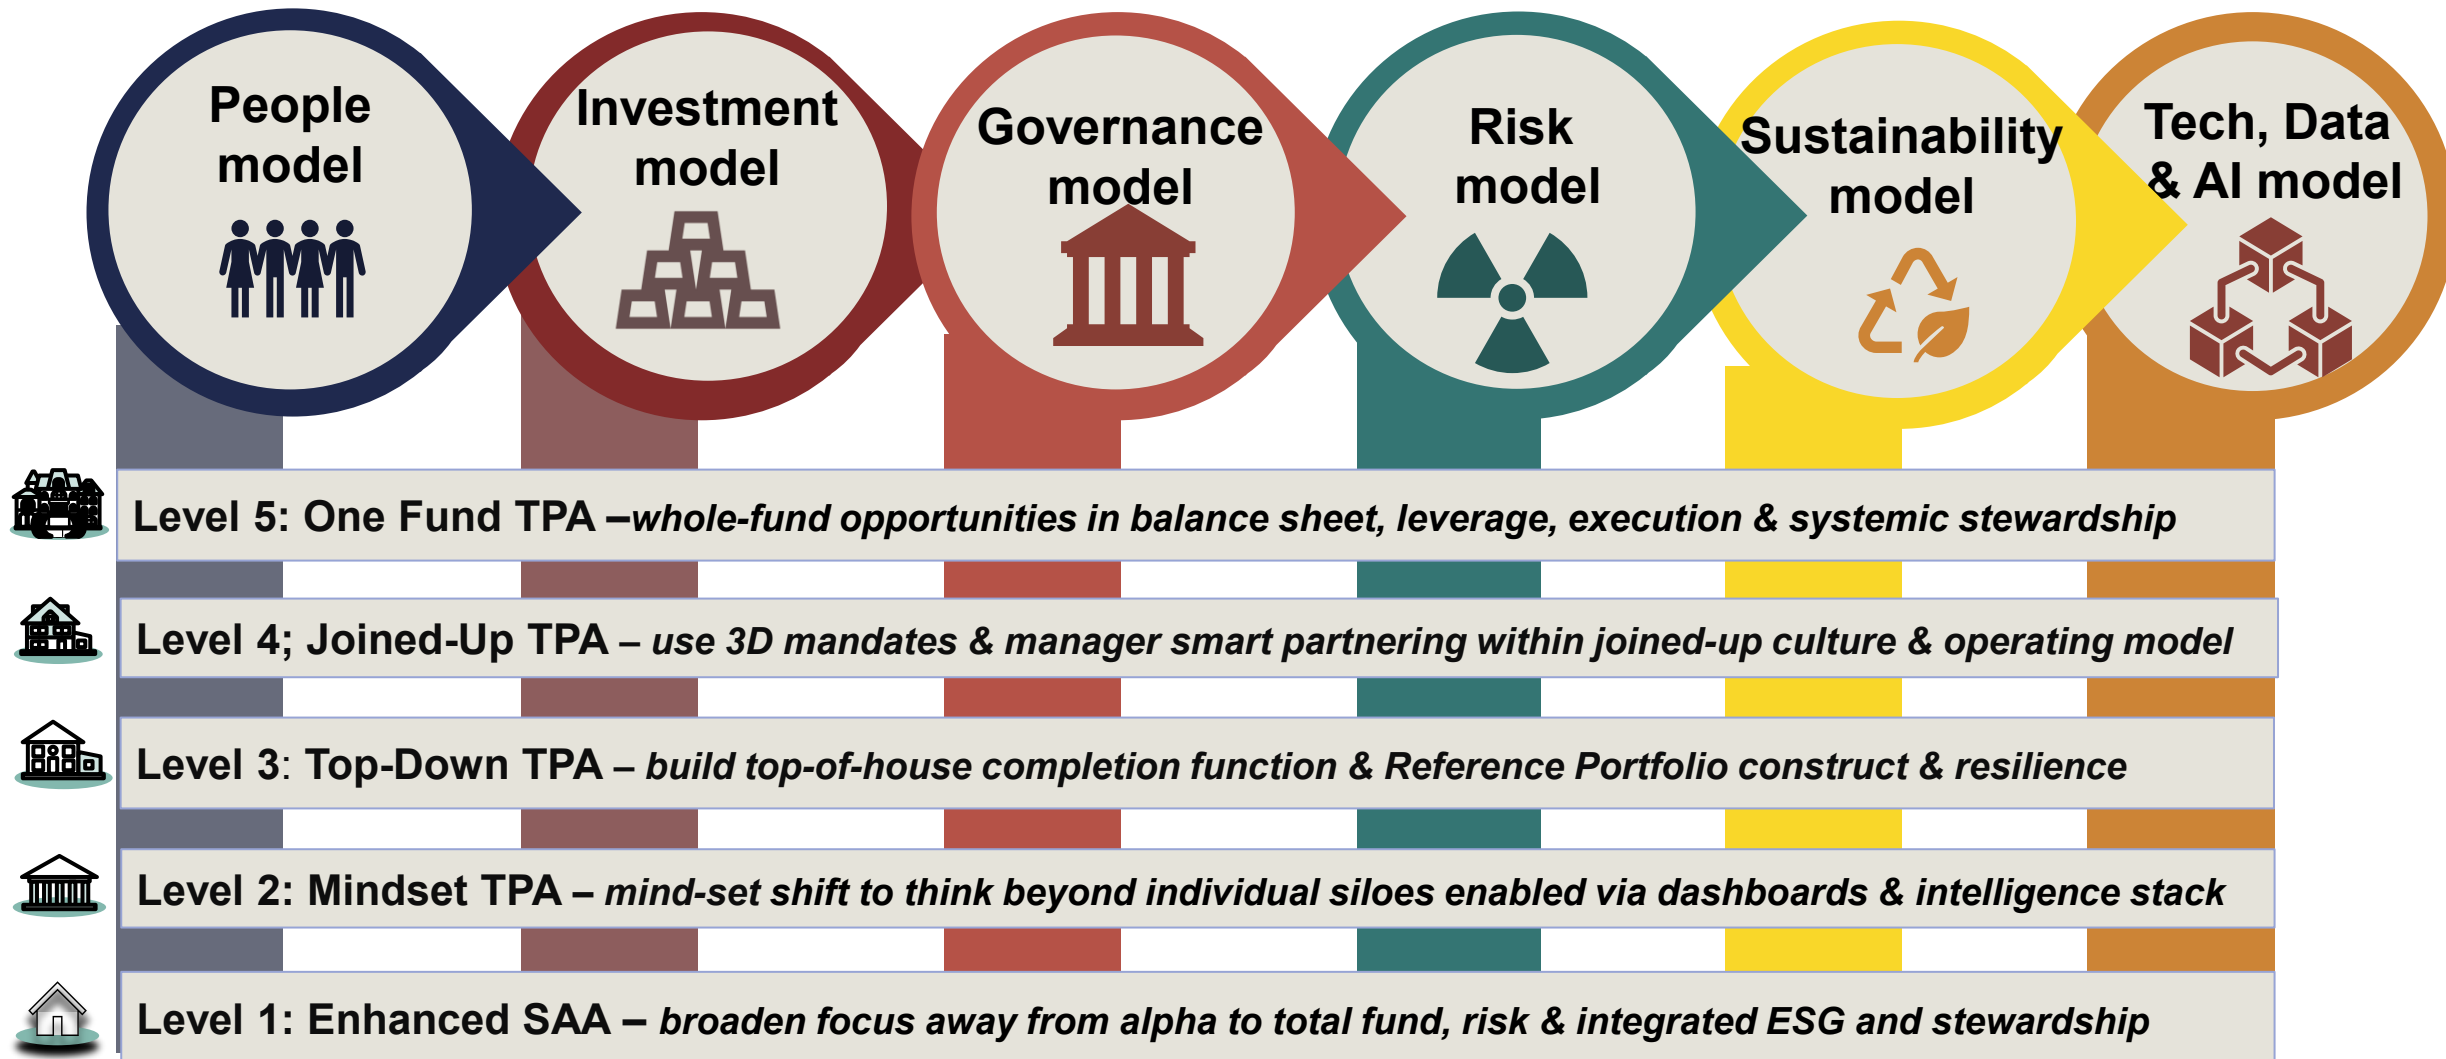 People
model
Investment
model
Governance
model
Risk
model
Sustainability
model
Tech, Data
& AI model
Level 5: One Fund TPA –whole-fund opportunities in balance sheet, leverage, execution & systemic stewardship
Level 4; Joined-Up TPA – use 3D mandates & manager smart partnering within joined-up culture & operating model
Level 3: Top-Down TPA – build top-of-house completion function & Reference Portfolio construct & resilience
Level 2: Mindset TPA – mind-set shift to think beyond individual siloes enabled via dashboards & intelligence stack
Level 1: Enhanced SAA – broaden focus away from alpha to total fund, risk & integrated ESG and stewardship